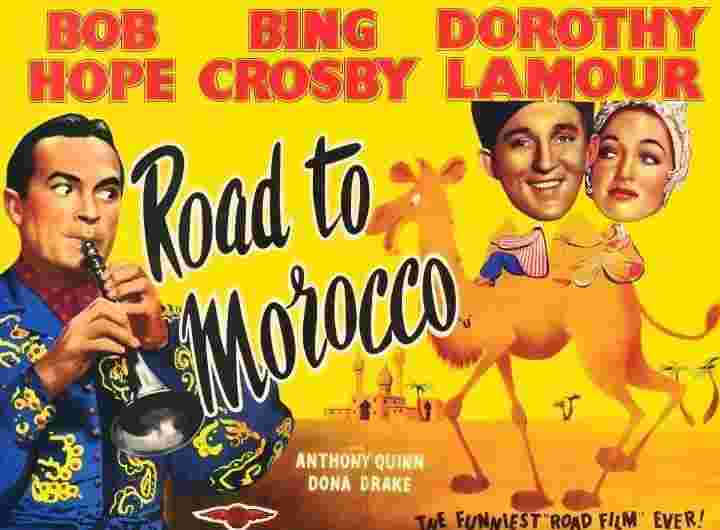 BOB BING DOROTHY
HOPE CROSBY LAMOUR
Road to
Morocco
ANTHONY QUINN
DONA DRAKE
THE FUNNIEST "ROAD FILM" EVER!